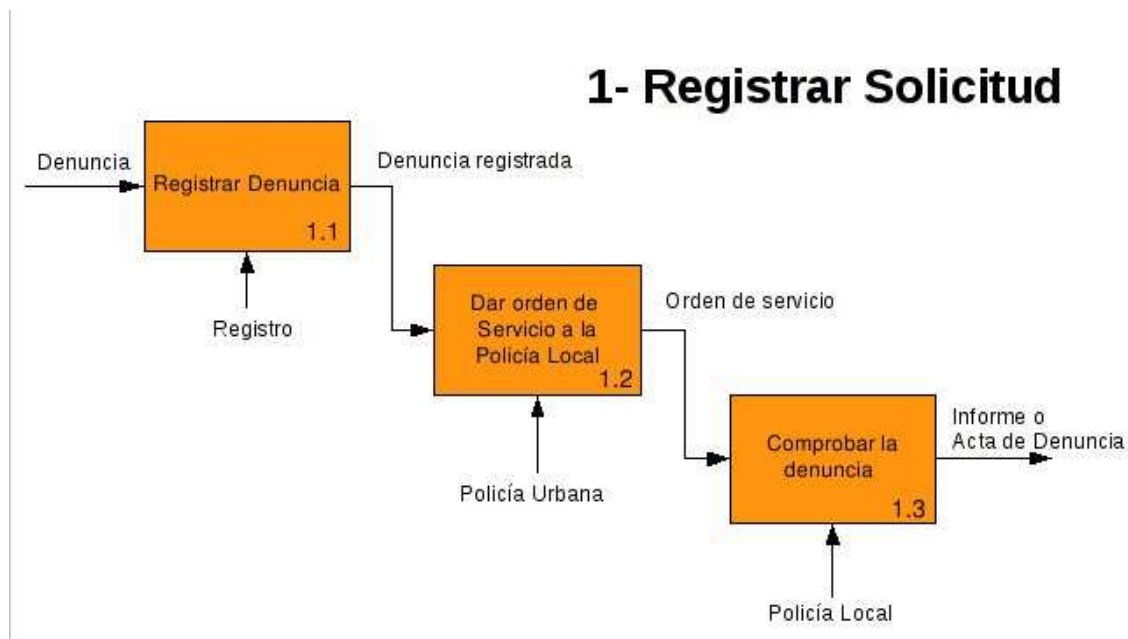 1- Registrar Solicitud
Denuncia
Registrar Denuncia
1.1
Denuncia registrada
Registro
Dar orden de
Servicio a la
Policía Local
1.2
Orden de servicio
Policía Urbana
Comprobar la
denuncia
1.3
Informe o
Acta de Denuncia
Policía Local